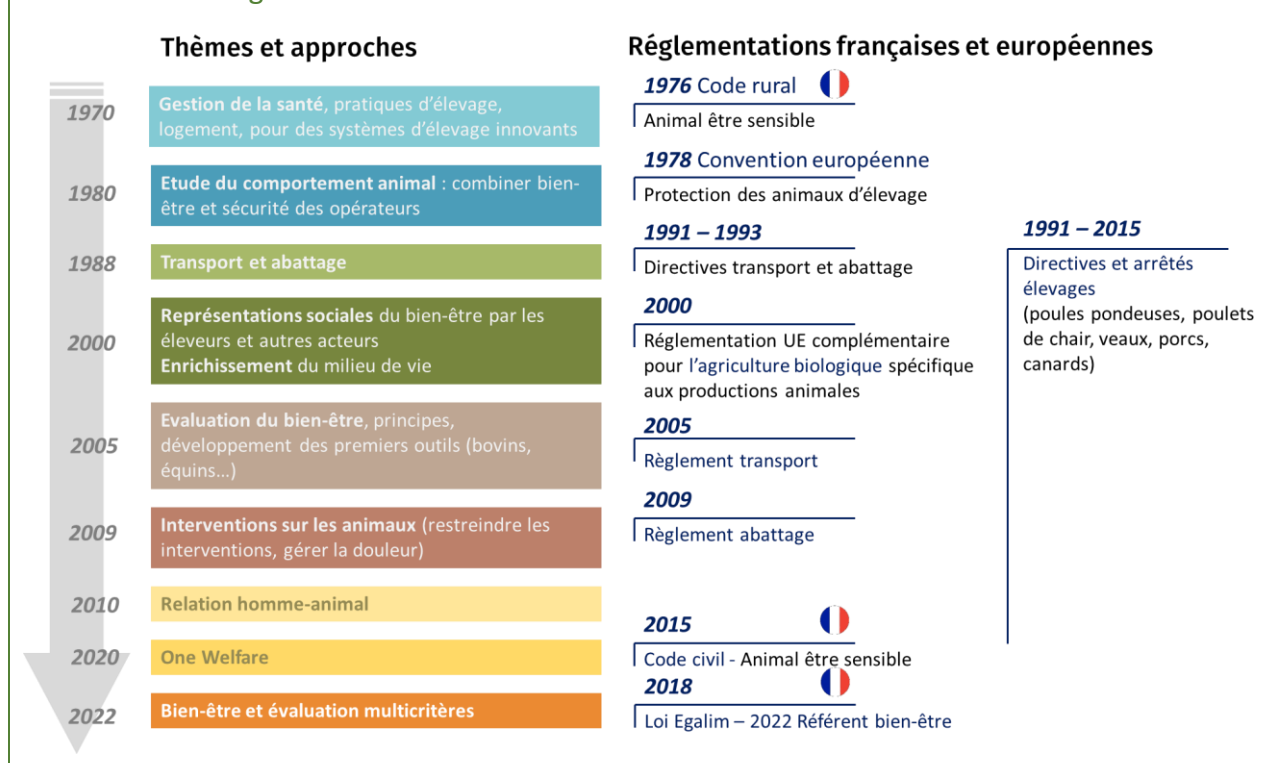 Thèmes et approches
1970
Gestion de la santé, pratiques d'élevage,
logement, pour des systèmes d'élevage innovants
1980
Etude du comportement animal : combiner bien-
être et sécurité des opérateurs
1988
Transport et abattage
2000
Représentations sociales du bien-être par les
éleveurs et autres acteurs
Enrichissement du milieu de vie
2005
Evaluation du bien-être, principes,
développement des premiers outils (bovins,
équins...)
2009
Interventions sur les animaux (restreindre les
interventions, gérer la douleur)
2010
Relation homme-animal
2020
One Welfare
2022
Bien-être et évaluation multicritères
Réglementations françaises et européennes
1976 Code rural
Animal être sensible
1978 Convention européenne
Protection des animaux d'élevage
1991 – 1993
Directives transport et abattage
2000
Réglementation UE complémentaire
pour l'agriculture biologique spécifique
aux productions animales
2005
Règlement transport
2009
Règlement abattage
2015
Code civil - Animal être sensible
2018
Loi Egalim – 2022 Référent bien-être
1991 – 2015
Directives et arrêtés
élevages
(poules pondeuses, poulets
de chair, veaux, porcs,
canards)